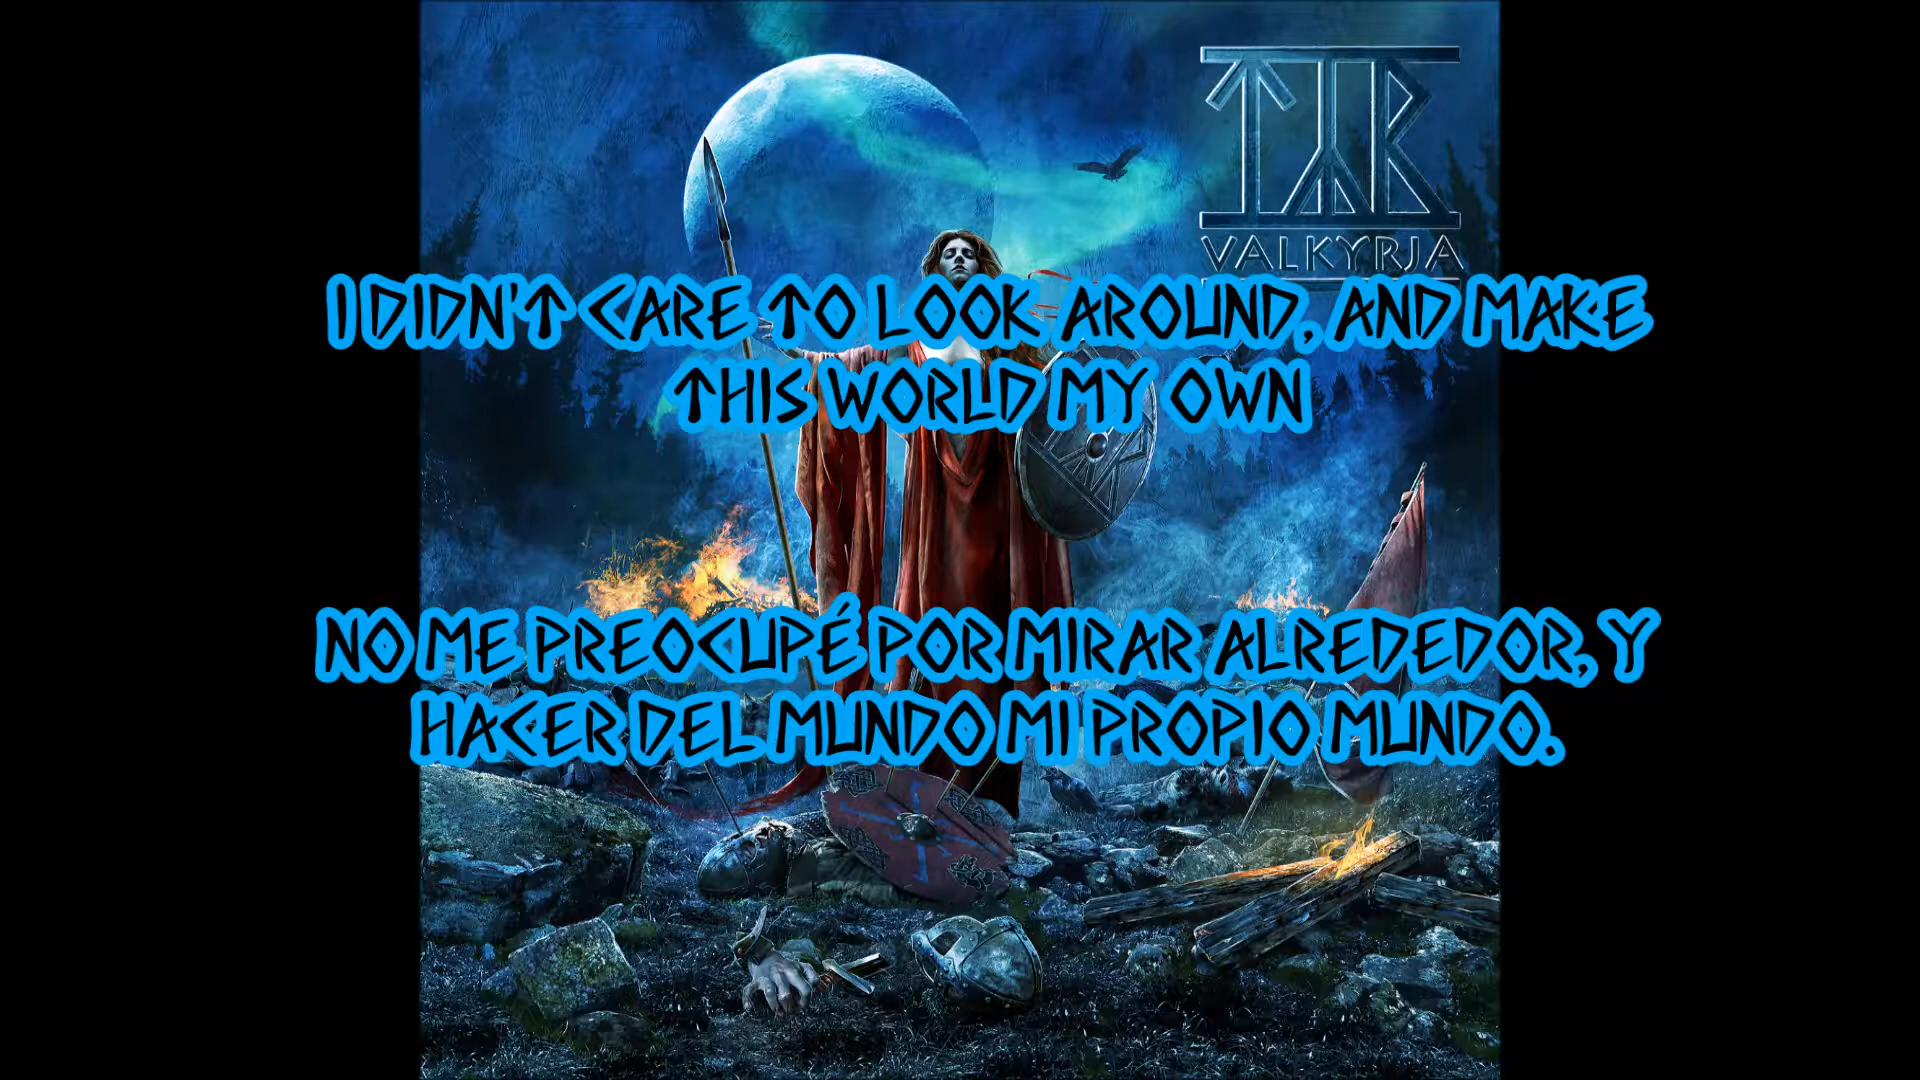 TÝR
VALKYRJA
I DIDN'T CARE TO LOOK AROUND, AND MAKE
THIS WORLD MY OWN
NO ME PREOCUPÉ POR MIRAR ALREDEDOR, Y
HACER DEL MUNDO MI PROPIO MUNDO.